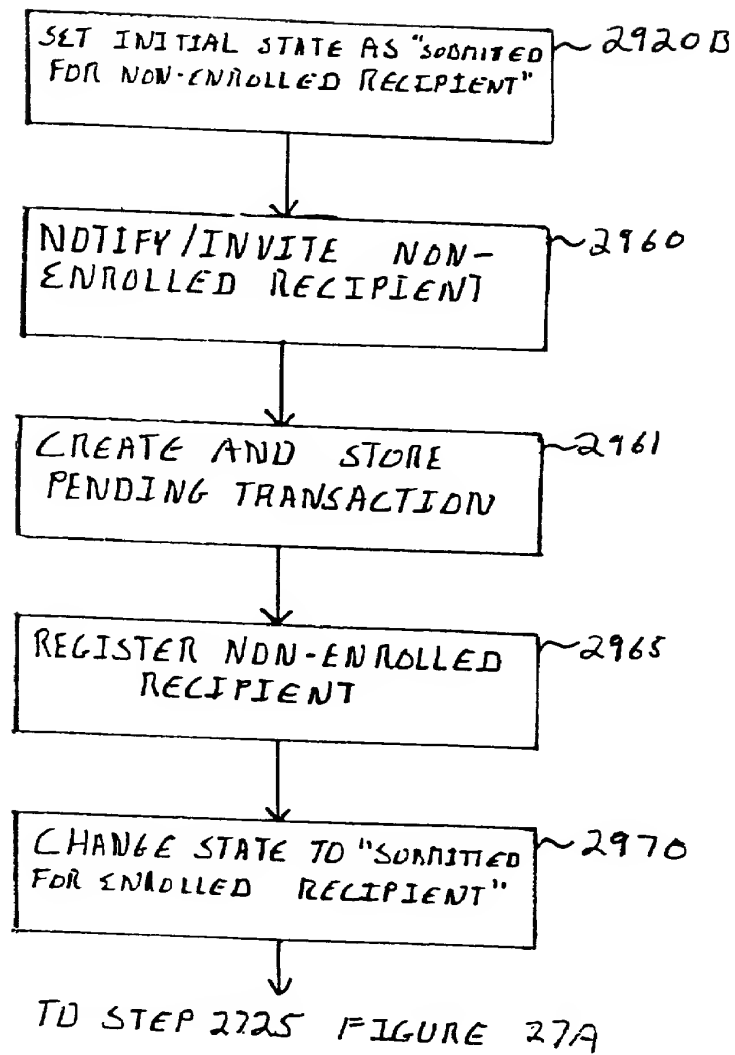 SET INITIAL STATE AS "SUBMITED
FOR NON-ENROLLED RECIPIENT"
2920B
NOTIFY/INVITE NON-
ENROLLED RECIPIENT
2960
CREATE AND STORE
PENDING TRANSACTION
2961
REGISTER NON-ENROLLED
RECIPIENT
2965
CHANGE STATE TO "SUBMITTED
FOR ENROLLED RECIPIENT"
2970
TO STEP 2725 FIGURE 27A